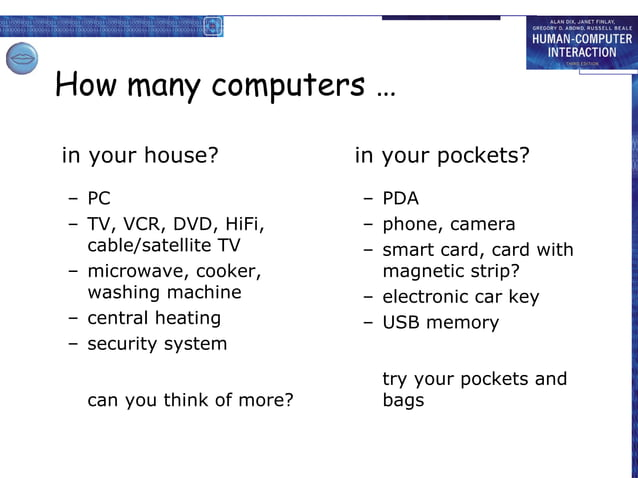 ALAN DIX, JANET FINLAY,
GREGORY D. ABOWD, RUSSELL BEALE
HUMAN-COMPUTER
INTERACTION
THIRD EDITION
How many computers …
in your house?
– PC
– TV, VCR, DVD, HiFi,
cable/satellite TV
– microwave, cooker,
washing machine
– central heating
– security system
can you think of more?
in your pockets?
– PDA
– phone, camera
– smart card, card with
magnetic strip?
– electronic car key
– USB memory
try your pockets and
bags